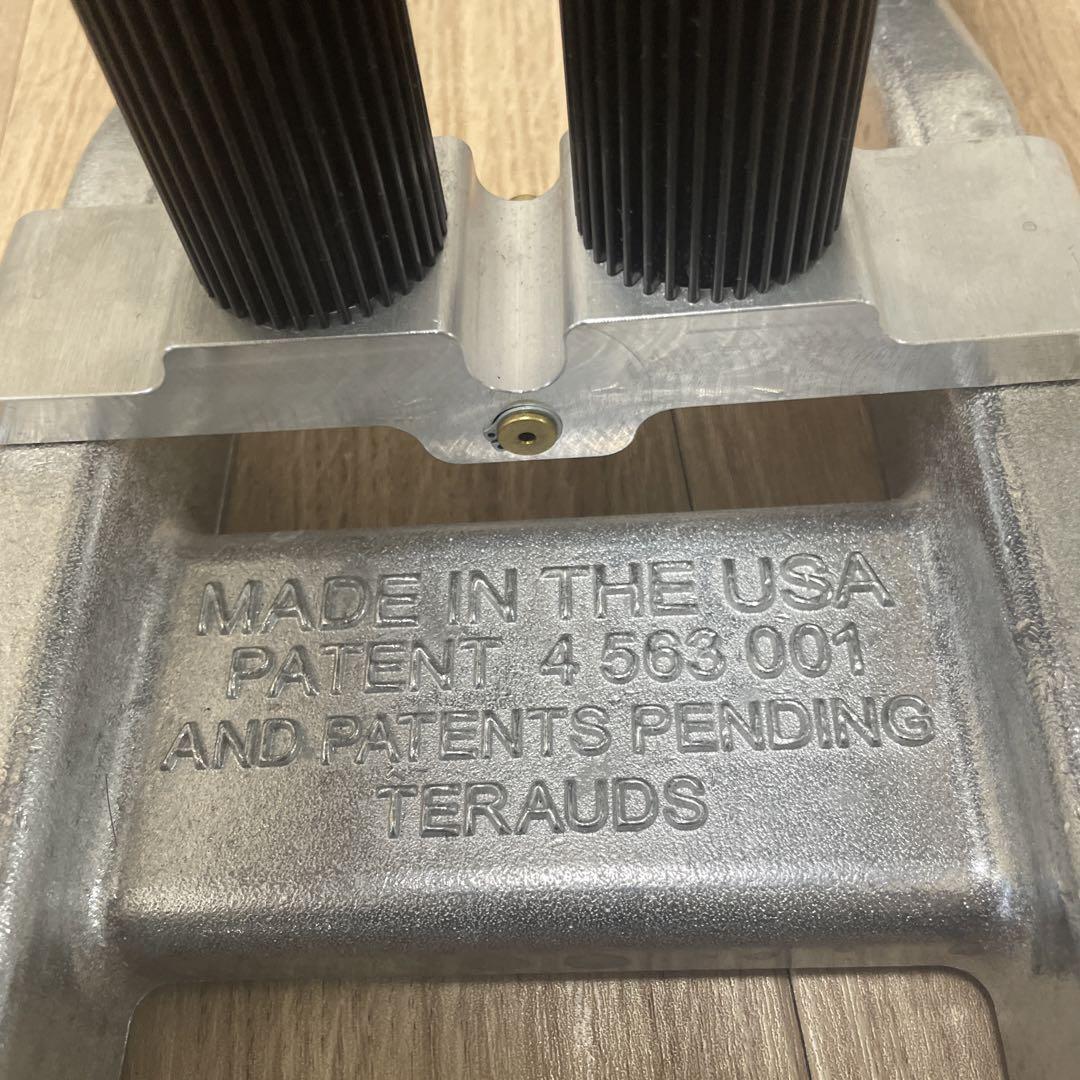 MADE IN THE USA
PATENT 4 563 001
AND PATENTS PENDING
TERAUDS